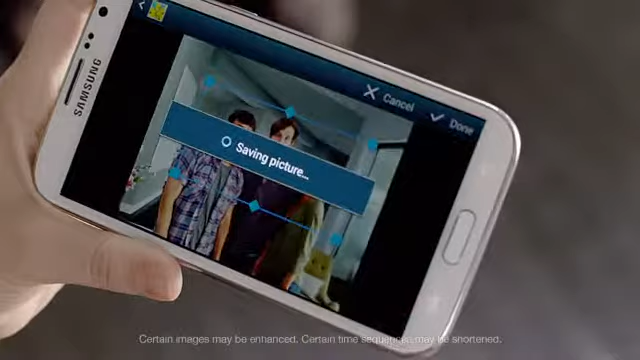 SAMSUNG
Cancel
Done
Saving picture...
Certain images may be enhanced. Certain time sequences may be shortened.